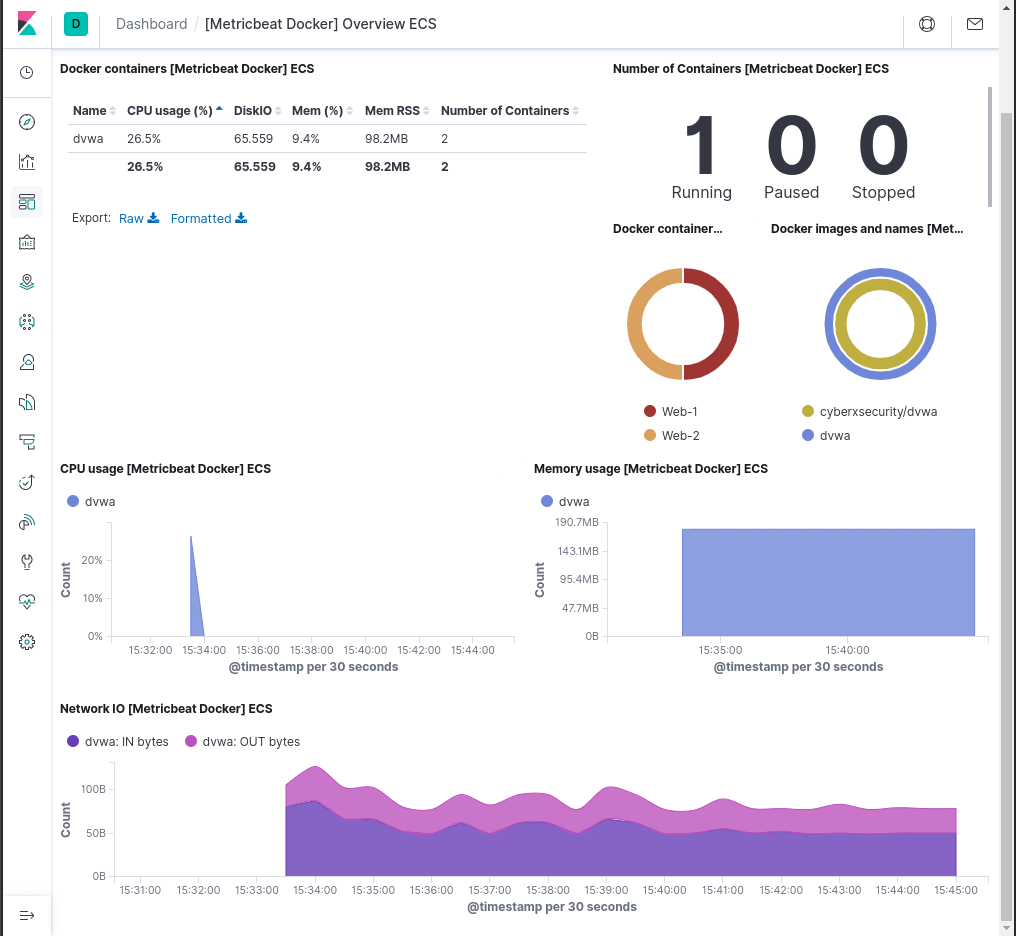 D Dashboard / [Metricbeat Docker] Overview ECS
Docker containers [Metricbeat Docker] ECS
Name CPU usage (%) DiskIO Mem (%) Mem RSS Number of Containers
dvwa 26.5% 65.559 9.4% 98.2MB 2
26.5% 65.559 9.4% 98.2MB 2
Export: Raw Formatted
Number of Containers [Metricbeat Docker] ECS
1 0 0
Running Paused Stopped
Docker container...
Web-1
Web-2
Docker images and names [Met...
cyberxsecurity/dvwa
dvwa
CPU usage [Metricbeat Docker] ECS
dvwa
Count
20%
10%
0%
15:32:00 15:34:00 15:36:00 15:38:00 15:40:00 15:42:00 15:44:00
@timestamp per 30 seconds
Memory usage [Metricbeat Docker] ECS
dvwa
Count
190.7MB
143.1MB
95.4MB
47.7MB
0B
15:35:00 15:40:00
@timestamp per 30 seconds
Network IO [Metricbeat Docker] ECS
dvwa: IN bytes dvwa: OUT bytes
Count
100B
50B
0B
15:31:00 15:32:00 15:33:00 15:34:00 15:35:00 15:36:00 15:37:00 15:38:00 15:39:00 15:40:00 15:41:00 15:42:00 15:43:00 15:44:00 15:45:00
@timestamp per 30 seconds